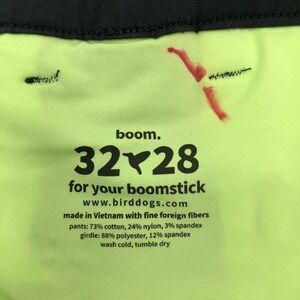 boom.
32 28
for your boomstick
www.birddogs.com
made in Vietnam with fine foreign fibers
pants: 73% cotton, 24% nylon, 3% spandex
girdle: 88% polyester, 12% spandex
wash cold, tumble dry